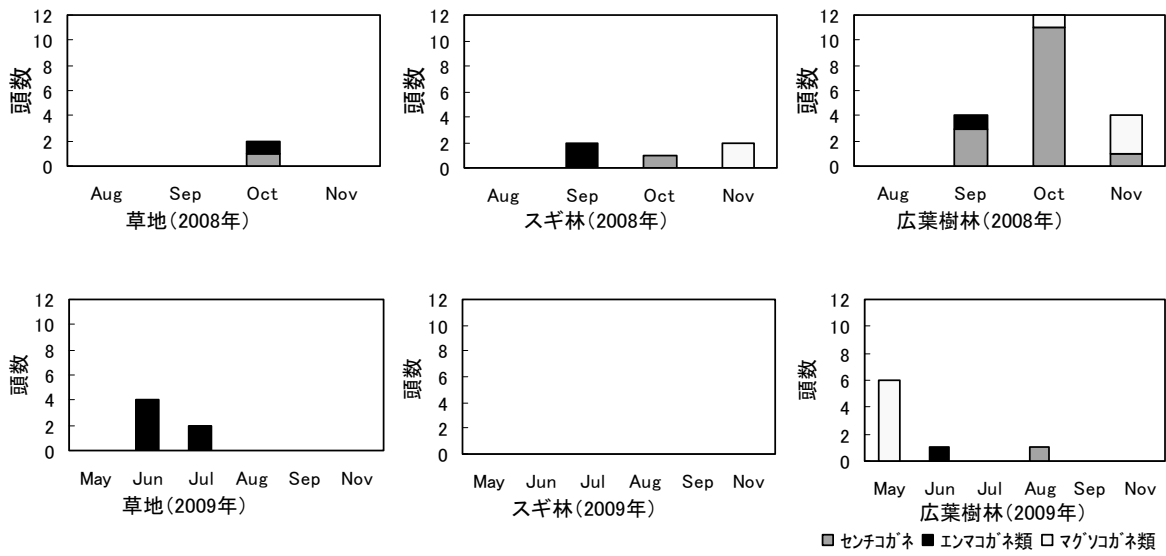 12
10
8
6
4
2
0
頭数
Aug Sep Oct Nov
草地(2008年)
12
10
8
6
4
2
0
頭数
Aug Sep Oct Nov
スギ林(2008年)
12
10
8
6
4
2
0
頭数
Aug Sep Oct Nov
広葉樹林(2008年)
12
10
8
6
4
2
0
頭数
May Jun Jul Aug Sep Nov
草地(2009年)
12
10
8
6
4
2
0
頭数
May Jun Jul Aug Sep Nov
スギ林(2009年)
12
10
8
6
4
2
0
頭数
May Jun Jul Aug Sep Nov
広葉樹林(2009年)
センチコガネ エンマコガネ類 マグソコガネ類